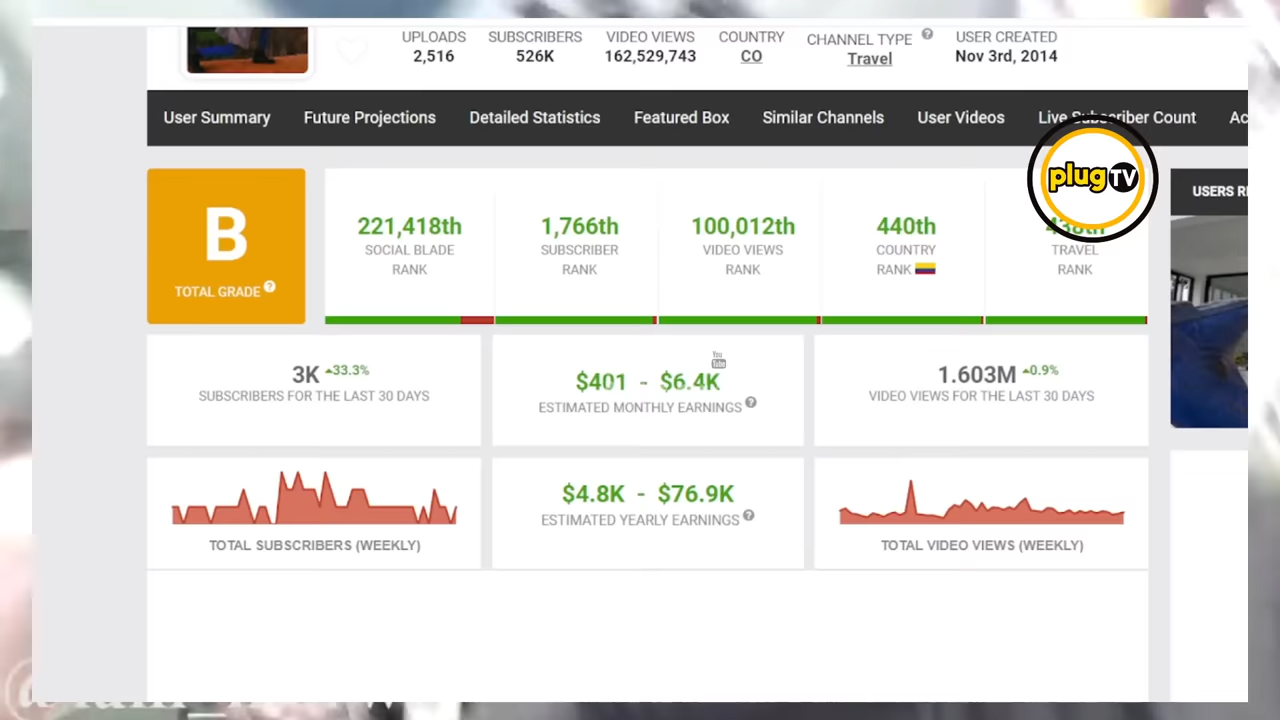 UPLOADS SUBSCRIBERS VIDEO VIEWS COUNTRY CHANNEL TYPE ? USER CREATED
2,516 526K 162,529,743 CO Travel Nov 3rd, 2014
User Summary Future Projections Detailed Statistics Featured Box Similar Channels User Videos Live Subscriber Count
plug TV
USERS
B
TOTAL GRADE ?
221,418th 1,766th 100,012th 440th 438th
SOCIAL BLADE SUBSCRIBER VIDEO VIEWS COUNTRY TRAVEL
RANK RANK RANK RANK RANK
You
Tube
3K 33.3% $401 - $6.4K 1.603M 0.9%
SUBSCRIBERS FOR THE LAST 30 DAYS ESTIMATED MONTHLY EARNINGS ? VIDEO VIEWS FOR THE LAST 30 DAYS
$4.8K - $76.9K
ESTIMATED YEARLY EARNINGS ?
TOTAL SUBSCRIBERS (WEEKLY) TOTAL VIDEO VIEWS (WEEKLY)